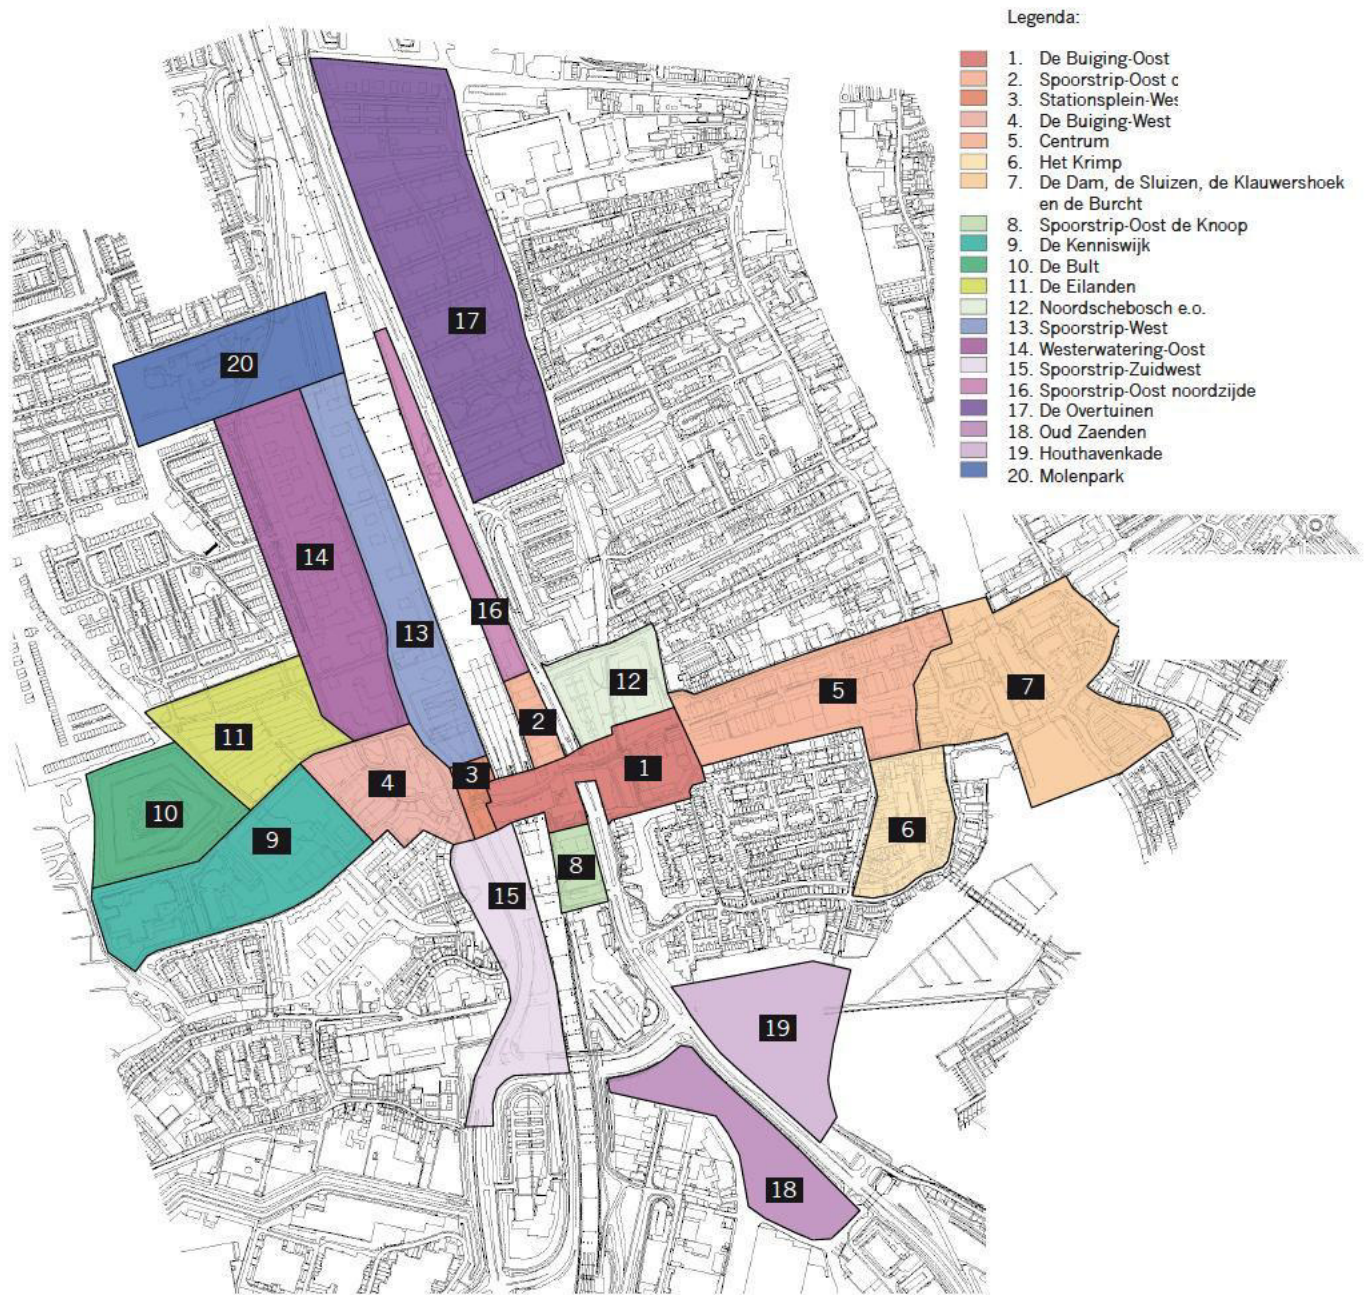 Legenda:
1. De Buiging-Oost
2. Spoorstrip-Oost
3. Stationsplein-Wes
4. De Buiging-West
5. Centrum
6. Het Krimp
7. De Dam, de Sluizen, de Klauwershoek
en de Burcht
8. Spoorstrip-Oost de Knoop
9. De Kenniswijk
10. De Bult
11. De Eilanden
12. Noordschebosch e.o.
13. Spoorstrip-West
14. Westerwatering-Oost
15. Spoorstrip-Zuidwest
16. Spoorstrip-Oost noordzijde
17. De Overtuinen
18. Oud Zaenden
19. Houthavenkade
20. Molenpark
17
20
14
16
13
12
5
7
2
11
1
3
4
10
6
9
8
15
19
18